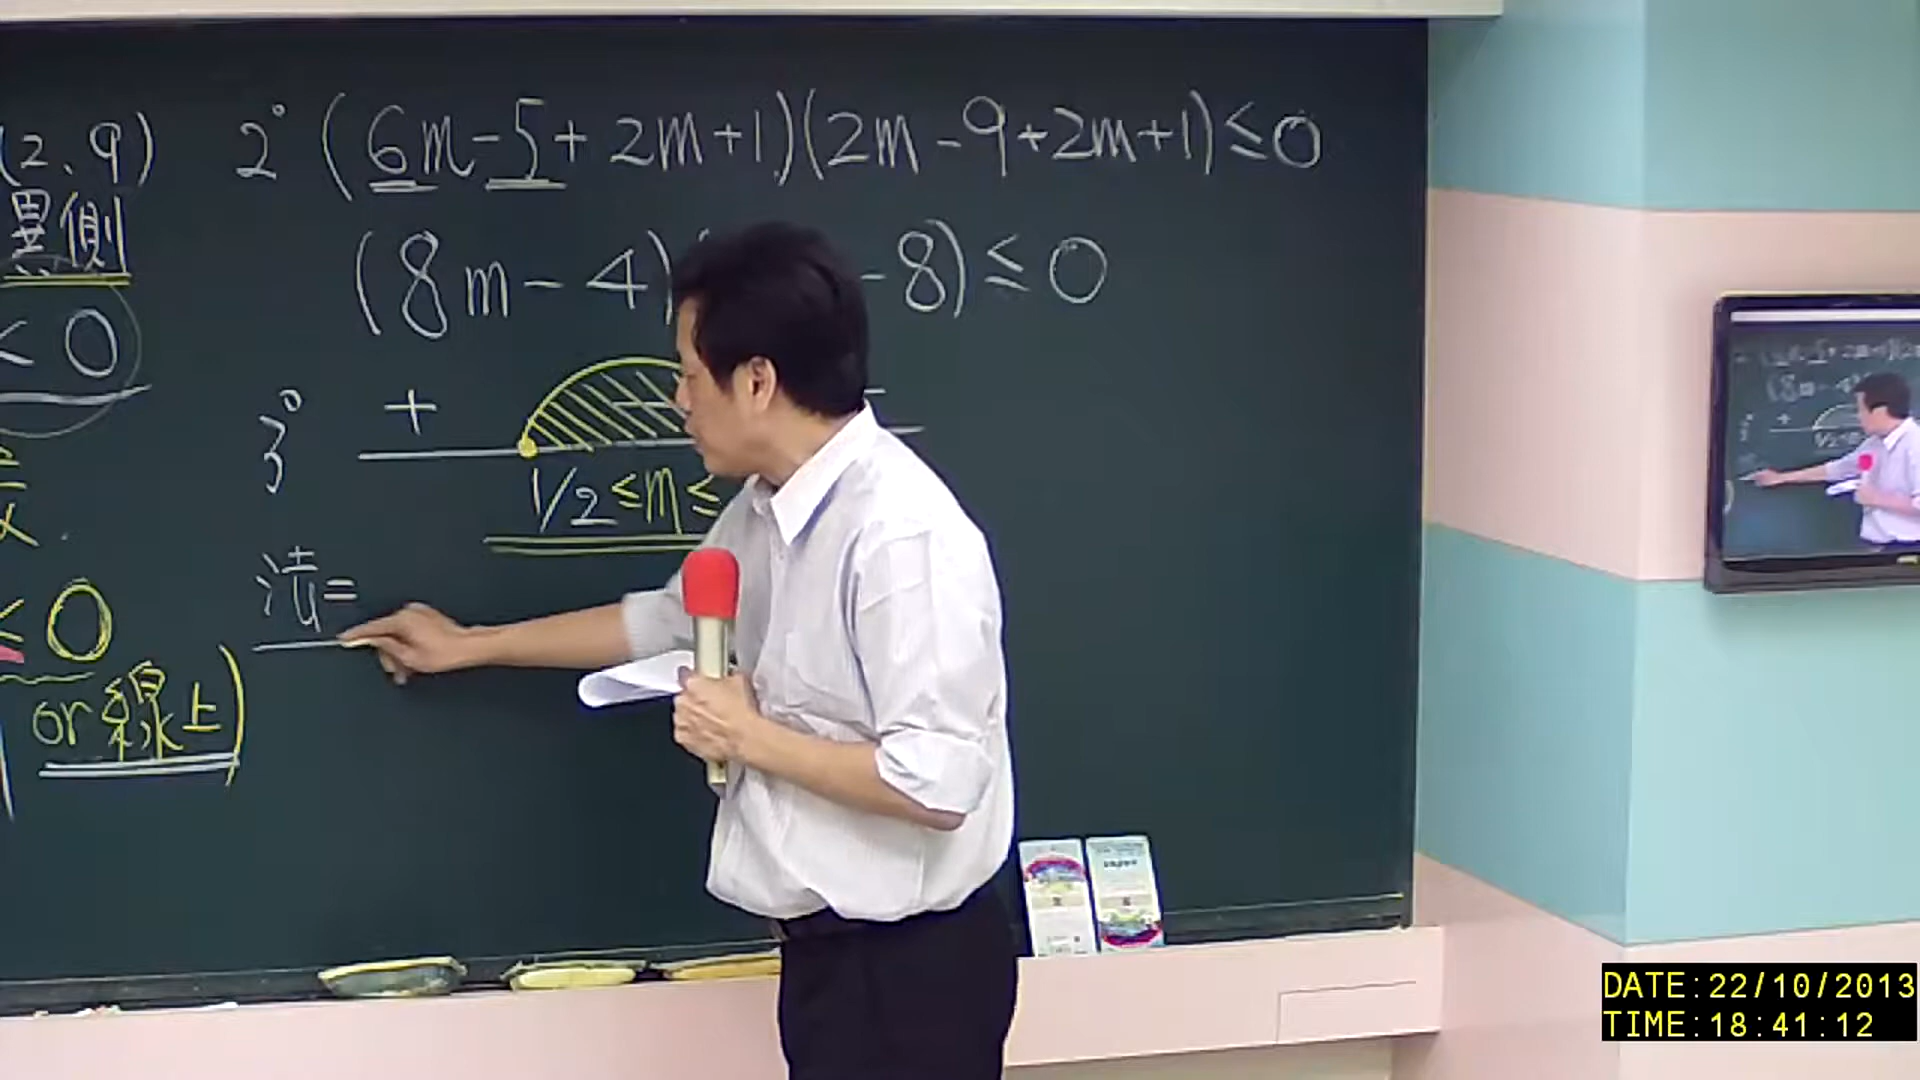 (2、9)
異側
< 0
≤ 0
or 線上)
2° (6m-5+2m+1)(2m-9+2m+1)≤0
(8m-4)
-8)≤0
3° +
1/2≤m≤
法=
DATE:22/10/2013
TIME:18:41:12